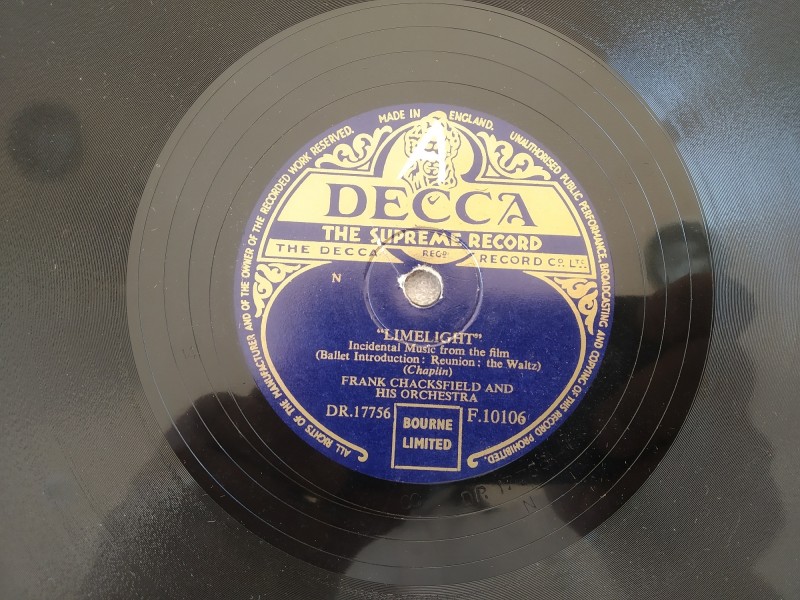 A
ALL RIGHTS OF THE MANUFACTURER AND OF THE OWNER OF THE RECORDED WORK RESERVED. MADE IN ENGLAND. UNAUTHORISED PUBLIC PERFORMANCE, BROADCASTING AND COPYING OF THIS RECORD PROHIBITED.
DECCA
THE SUPREME RECORD
THE DECCA REGD RECORD CO. LTD.
N
"LIMELIGHT"
Incidental Music from the film
(Ballet Introduction: Reunion: the Waltz)
(Chaplin)
FRANK CHACKSFIELD AND
HIS ORCHESTRA
DR.17756 F.10106
BOURNE
LIMITED
N